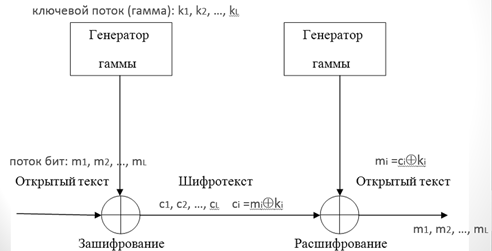 ключевой поток (гамма): k1, k2, ..., kL
Генератор
гаммы
Генератор
гаммы
поток бит: m1, m2, ..., mL
Открытый текст
Шифротекст
c1, c2, ..., cL ci =mi⊕ki
mi =ci⊕ki
Открытый текст
m1, m2, ..., mL
Зашифрование
Расшифрование